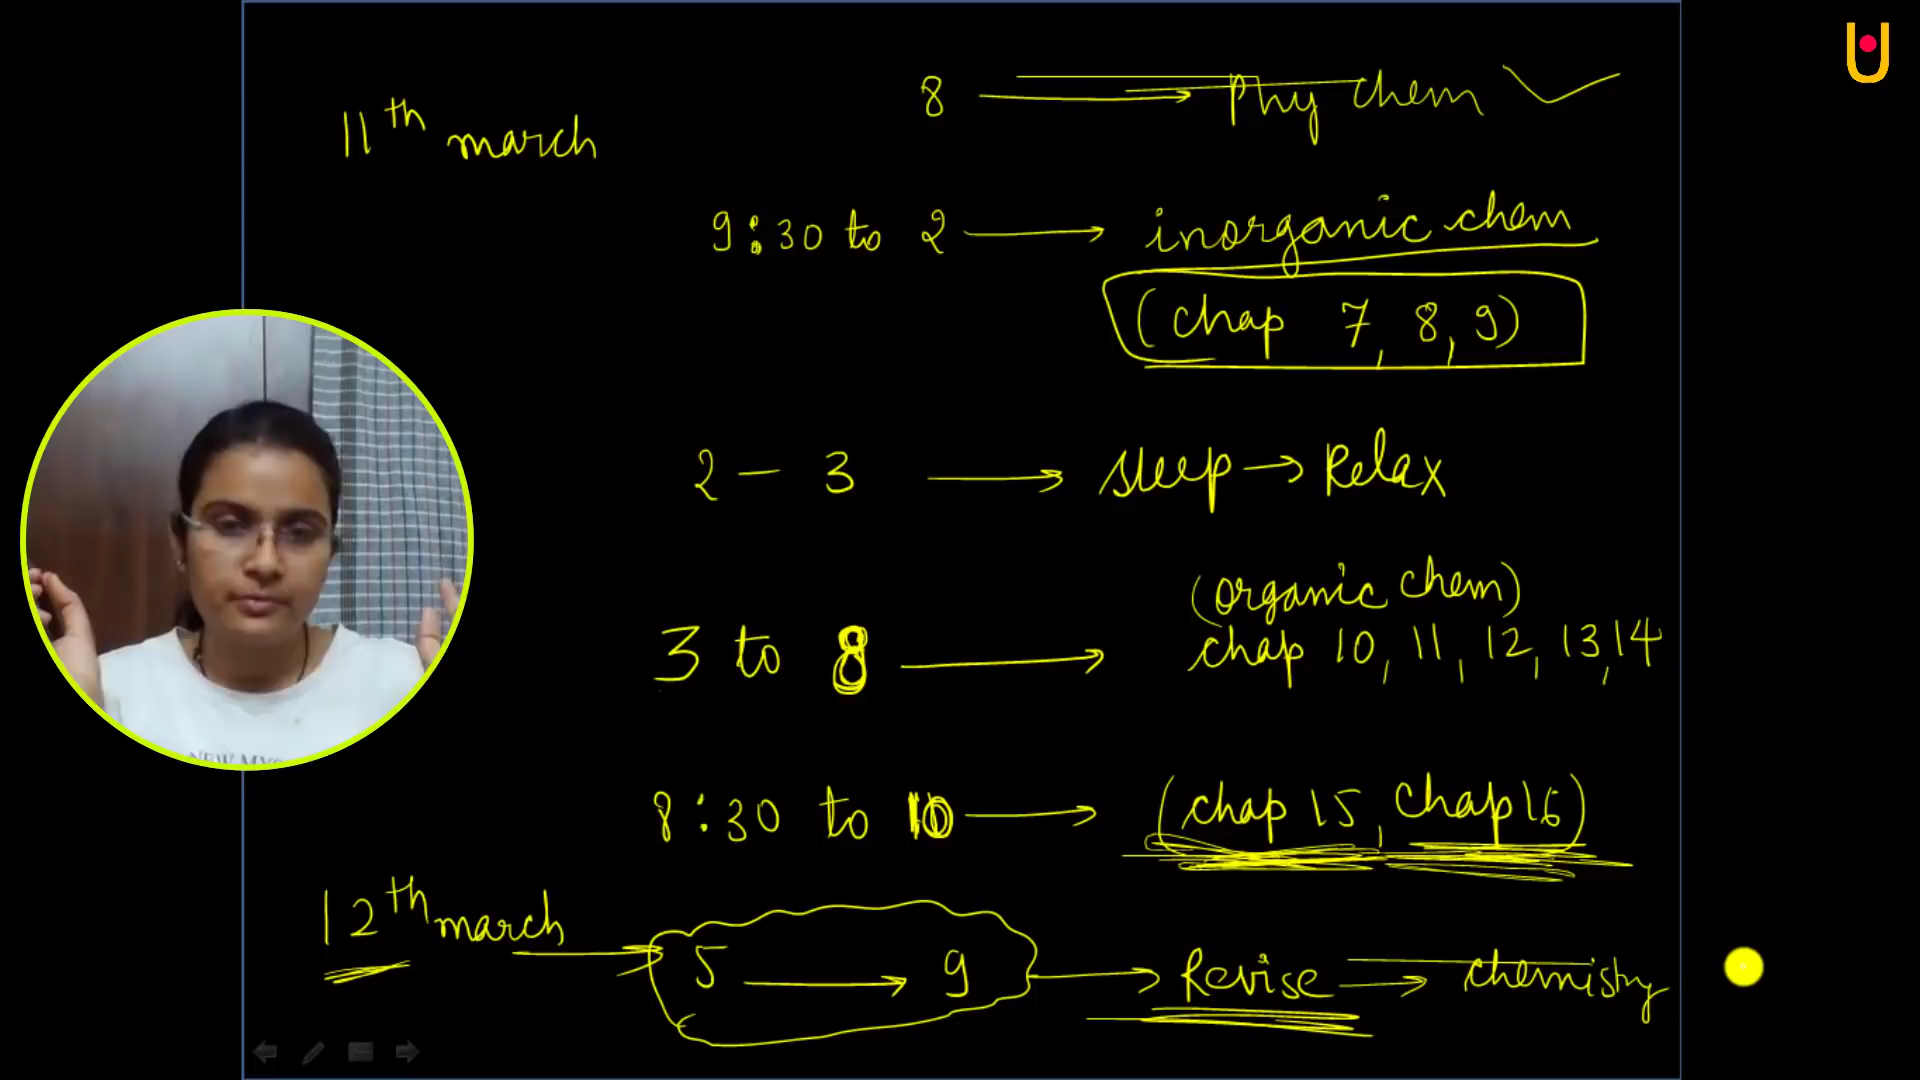 11th march
8 → Phy chem
9:30 to 2 → inorganic chem
(chap 7, 8, 9)
2 - 3 → sleep → Relax
(organic chem)
3 to 8 → chap 10, 11, 12, 13, 14
8:30 to 10 → (chap 15, chap 16)
12th march → 5 → 9 → Revise → chemistry